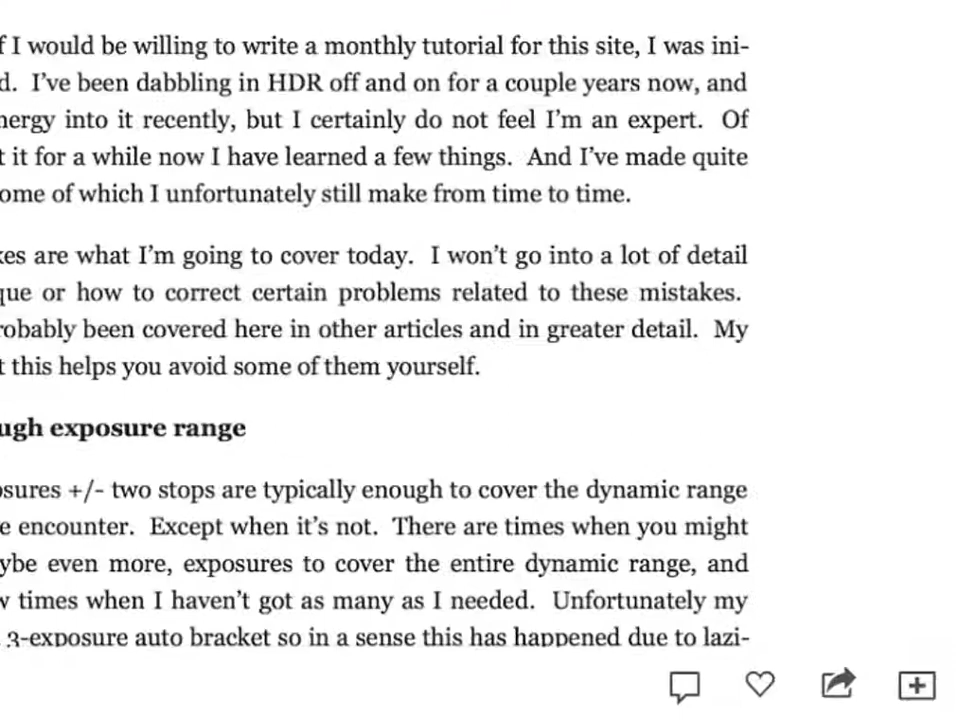 f I would be willing to write a monthly tutorial for this site, I was ini-
d. I've been dabbling in HDR off and on for a couple years now, and
nergy into it recently, but I certainly do not feel I'm an expert. Of
t it for a while now I have learned a few things. And I've made quite
ome of which I unfortunately still make from time to time.
kes are what I'm going to cover today. I won't go into a lot of detail
que or how to correct certain problems related to these mistakes.
robably been covered here in other articles and in greater detail. My
t this helps you avoid some of them yourself.
ugh exposure range
osures +/- two stops are typically enough to cover the dynamic range
e encounter. Except when it's not. There are times when you might
ybe even more, exposures to cover the entire dynamic range, and
w times when I haven't got as many as I needed. Unfortunately my
3-exposure auto bracket so in a sense this has happened due to lazi-